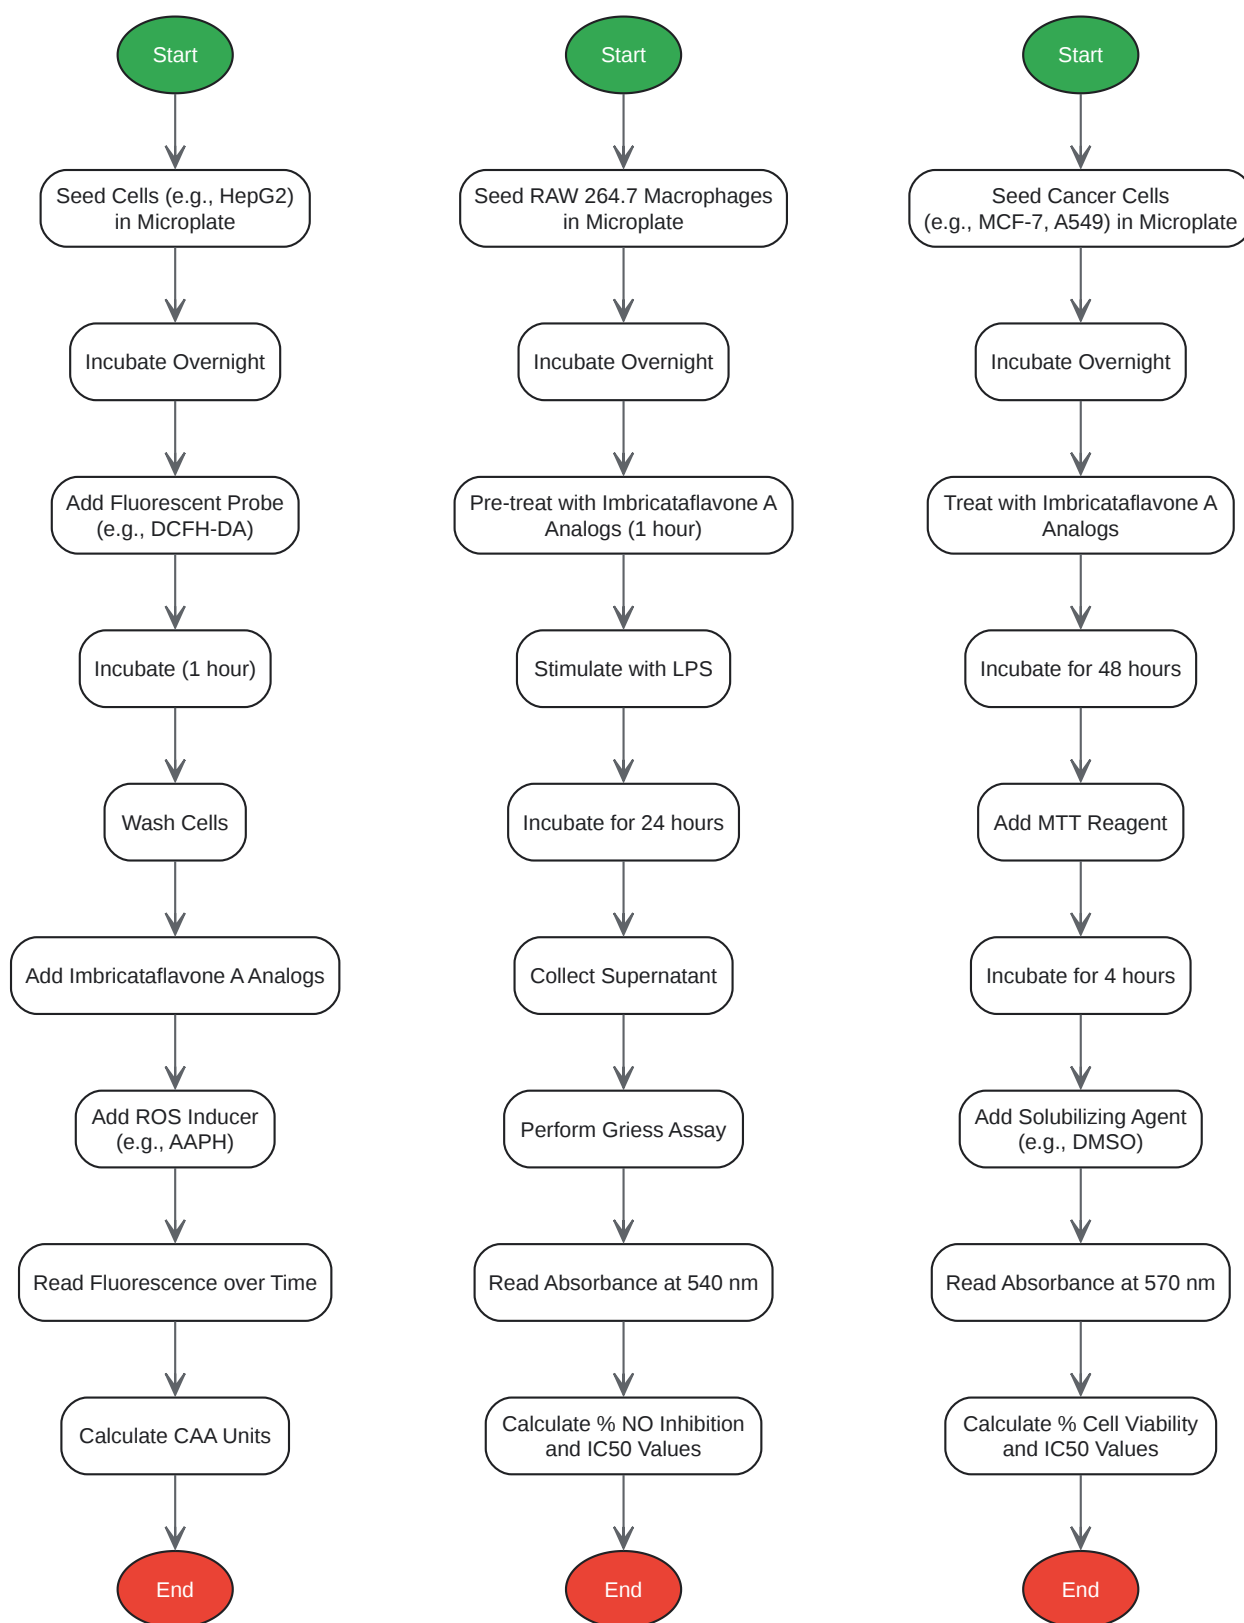 Start
Seed Cells (e.g., HepG2)
in Microplate
Incubate Overnight
Add Fluorescent Probe
(e.g., DCFH-DA)
Incubate (1 hour)
Wash Cells
Add Imbricataflavone A Analogs
Add ROS Inducer
(e.g., AAPH)
Read Fluorescence over Time
Calculate CAA Units
End
Start
Seed RAW 264.7 Macrophages
in Microplate
Incubate Overnight
Pre-treat with Imbricataflavone A
Analogs (1 hour)
Stimulate with LPS
Incubate for 24 hours
Collect Supernatant
Perform Griess Assay
Read Absorbance at 540 nm
Calculate % NO Inhibition
and IC50 Values
End
Start
Seed Cancer Cells
(e.g., MCF-7, A549) in Microplate
Incubate Overnight
Treat with Imbricataflavone A
Analogs
Incubate for 48 hours
Add MTT Reagent
Incubate for 4 hours
Add Solubilizing Agent
(e.g., DMSO)
Read Absorbance at 570 nm
Calculate % Cell Viability
and IC50 Values
End